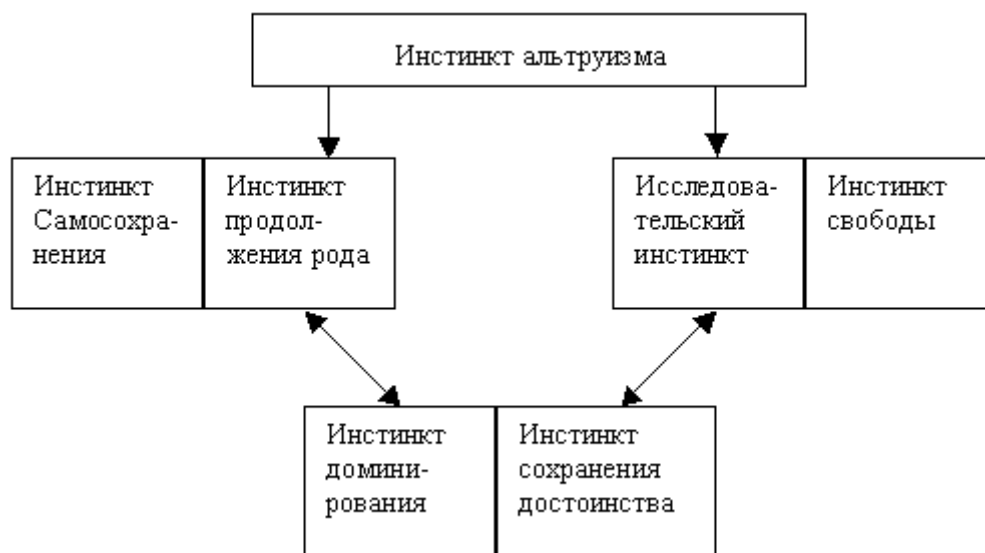 Инстинкт альтруизма
Инстинкт
Самосохра-
нения
Инстинкт
продол-
жения рода
Исследова-
тельский
инстинкт
Инстинкт
свободы
Инстинкт
домини-
рования
Инстинкт
сохранения
достоинства